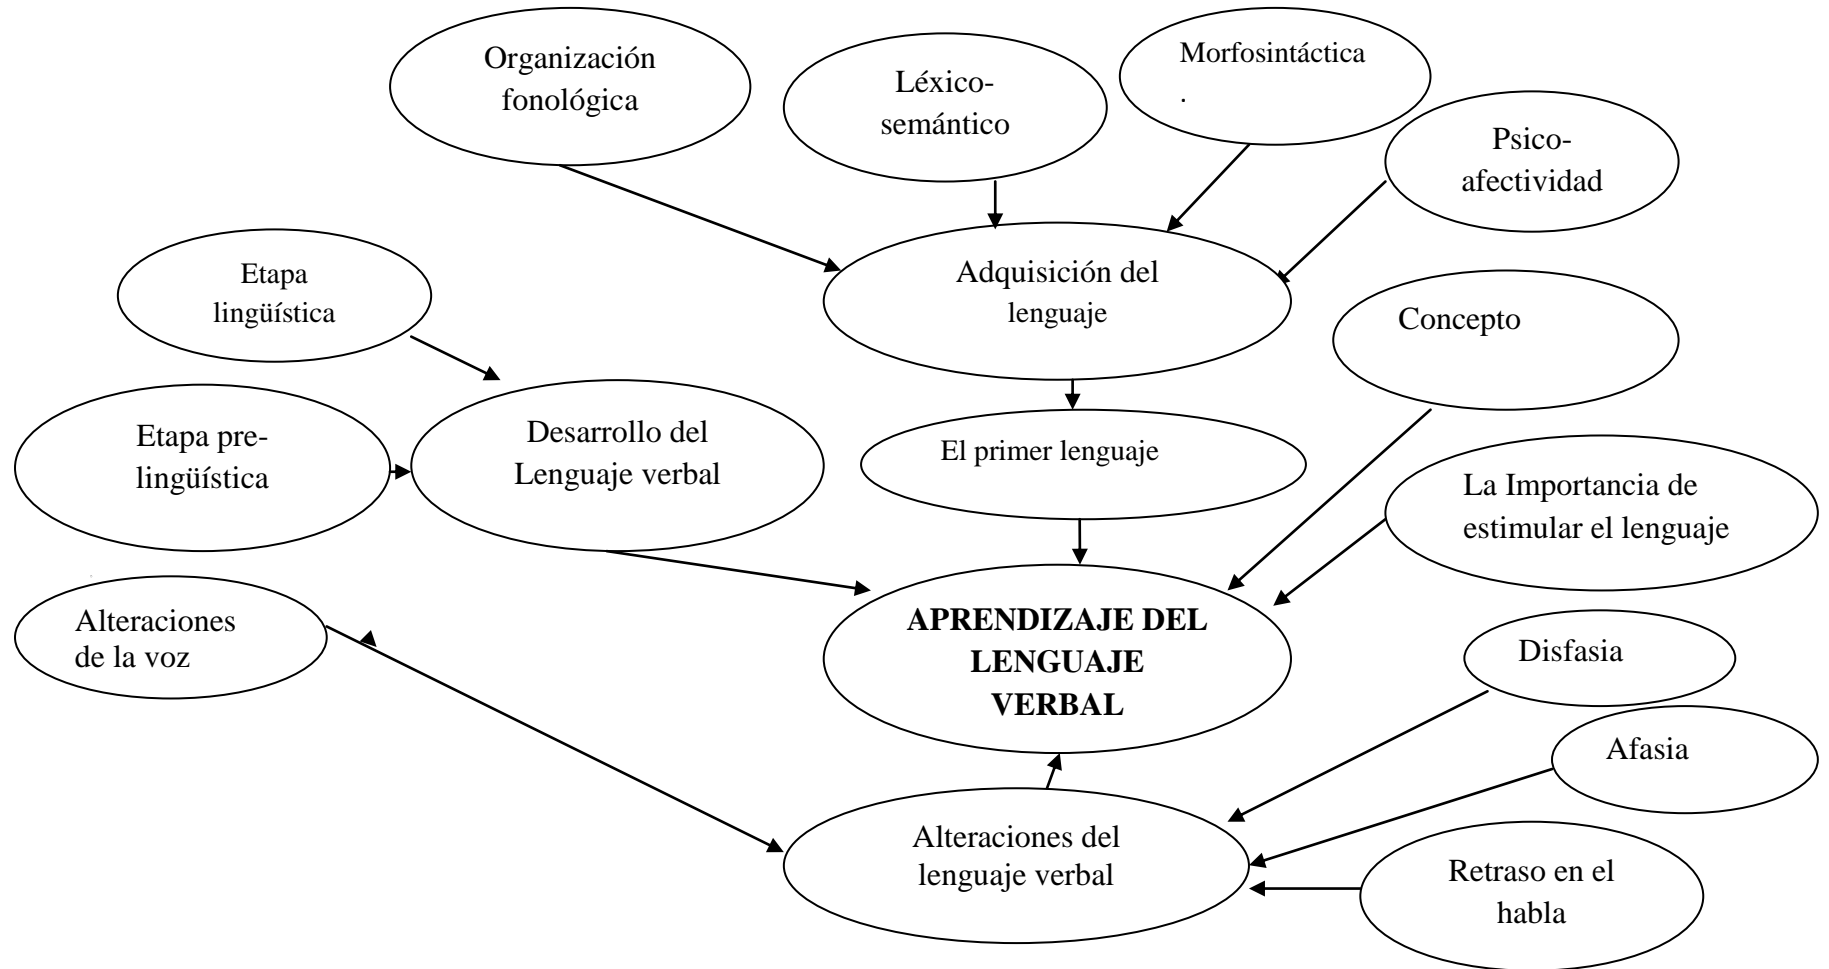 Organización
fonológica
Léxico-
semántico
Morfosintáctica
.
Psico-
afectividad
Etapa
lingüística
Adquisición del
lenguaje
Concepto
Etapa pre-
lingüística
Desarrollo del
Lenguaje verbal
El primer lenguaje
La Importancia de
estimular el lenguaje
Alteraciones
de la voz
APRENDIZAJE DEL
LENGUAJE
VERBAL
Disfasia
Afasia
Alteraciones del
lenguaje verbal
Retraso en el
habla